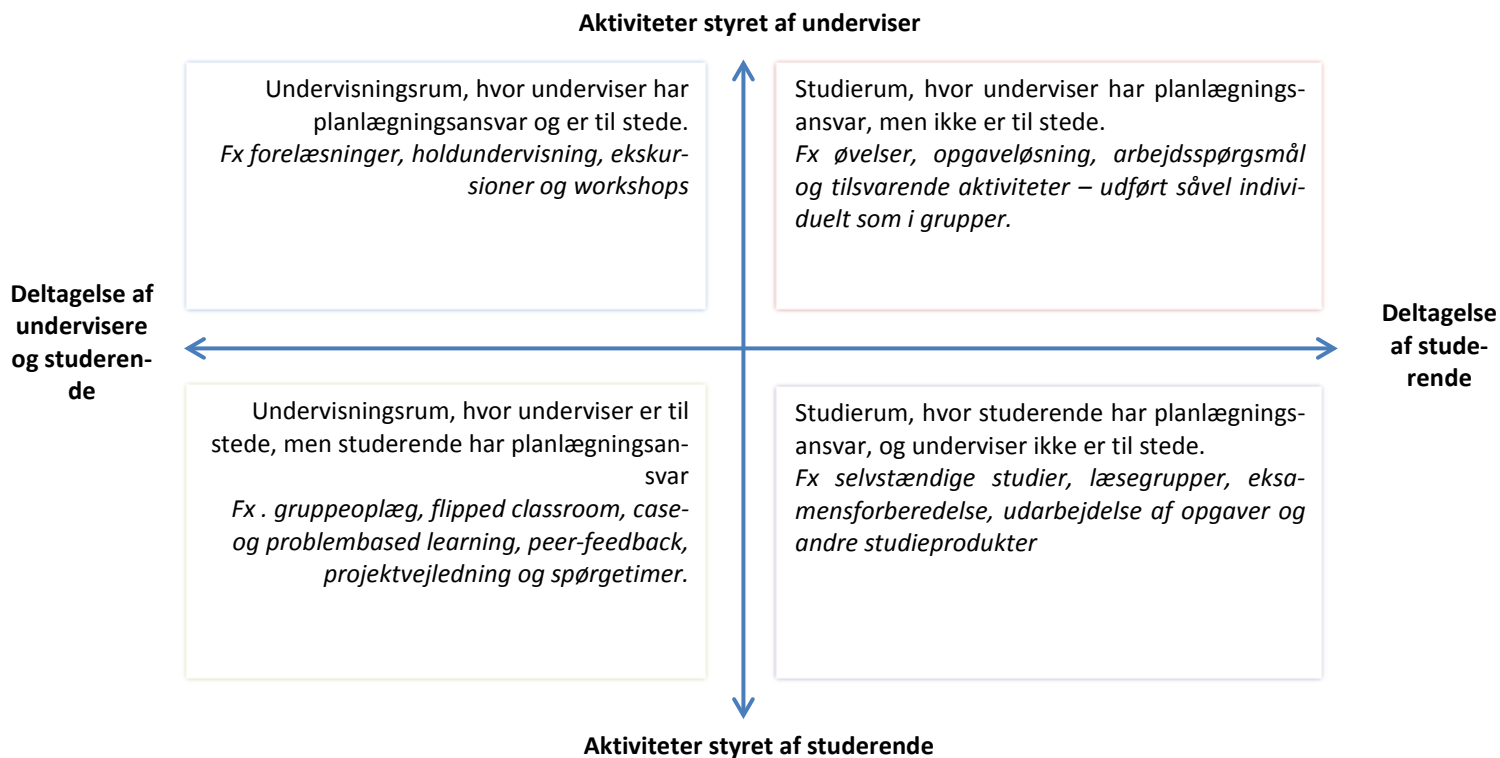 Aktiviteter styret af underviser
Undervisningsrum, hvor underviser har
planlægningsansvar og er til stede.
Fx forelæsninger, holdundervisning, ekskur-
sioner og workshops
Studierum, hvor underviser har planlægnings-
ansvar, men ikke er til stede.
Fx øvelser, opgaveløsning, arbejdsspørgsmål
og tilsvarende aktiviteter – udført såvel indivi-
duelt som i grupper.
Deltagelse af
undervisere
og studeren-
de
Deltagelse
af stude-
rende
Undervisningsrum, hvor underviser er til
stede, men studerende har planlægningsan-
svar
Fx . gruppeoplæg, flipped classroom, case-
og problembased learning, peer-feedback,
projektvejledning og spørgetimer.
Studierum, hvor studerende har planlægnings-
ansvar, og underviser ikke er til stede.
Fx selvstændige studier, læsegrupper, eksa-
mensforberedelse, udarbejdelse af opgaver og
andre studieprodukter
Aktiviteter styret af studerende